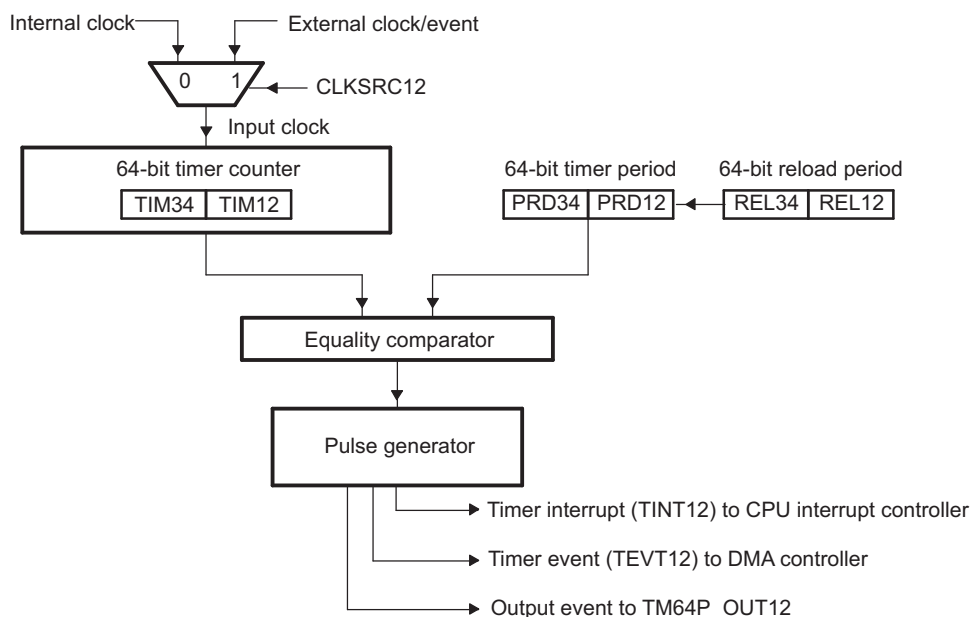 Internal clock
External clock/event
0
1
CLKSRC12
Input clock
64-bit timer counter
TIM34 TIM12
64-bit timer period
PRD34 PRD12
64-bit reload period
REL34 REL12
Equality comparator
Pulse generator
Timer interrupt (TINT12) to CPU interrupt controller
Timer event (TEVT12) to DMA controller
Output event to TM64P_OUT12